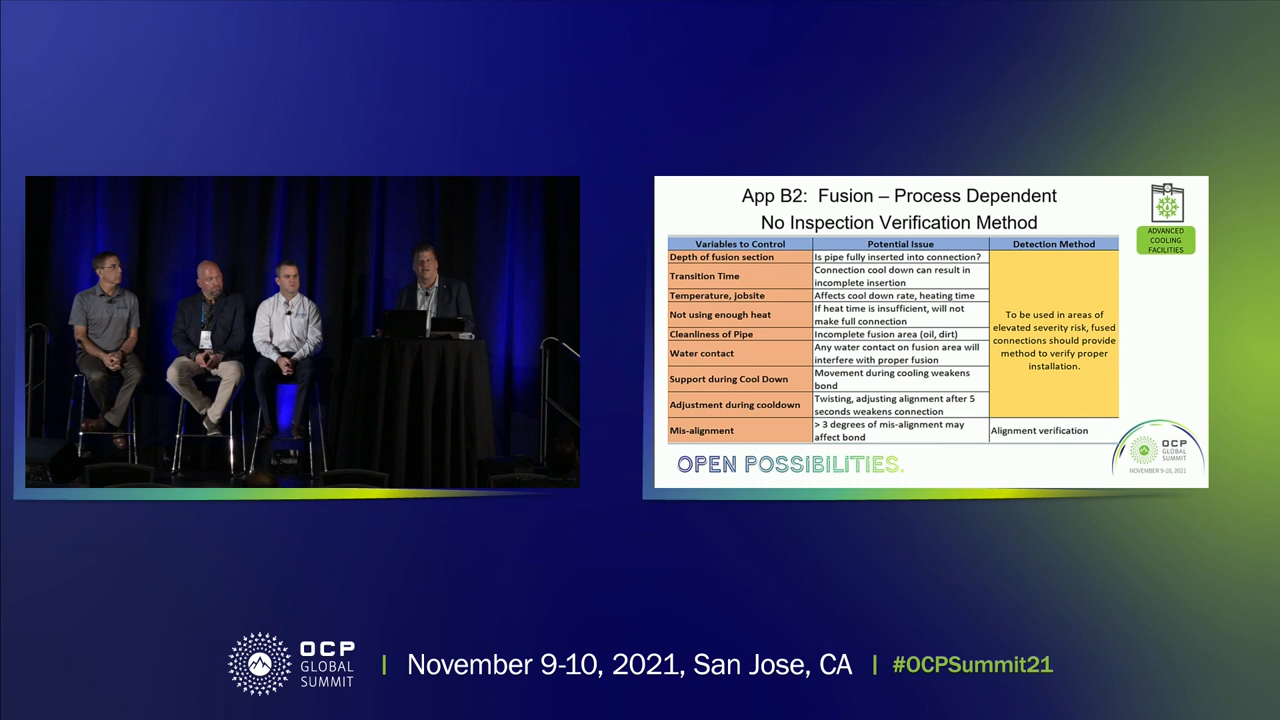 App B2: Fusion – Process Dependent
No Inspection Verification Method
ADVANCED
COOLING
FACILITIES
Variables to Control
Potential Issue
Detection Method
Depth of fusion section
Is pipe fully inserted into connection?
Transition Time
Connection cool down can result in
incomplete insertion
Temperature, jobsite
Affects cool down rate, heating time
Not using enough heat
If heat time is insufficient, will not
make full connection
Cleanliness of Pipe
Incomplete fusion area (oil, dirt)
Water contact
Any water contact on fusion area will
interfere with proper fusion
Support during Cool Down
Movement during cooling weakens
bond
Adjustment during cooldown
Twisting, adjusting alignment after 5
seconds weakens connection
To be used in areas of
elevated severity risk, fused
connections should provide
method to verify proper
installation.
Mis-alignment
> 3 degrees of mis-alignment may
affect bond
Alignment verification
OPEN POSSIBILITIES.
OCP
GLOBAL
SUMMIT
NOVEMBER 9-10, 2021
OCP
GLOBAL
SUMMIT
November 9-10, 2021, San Jose, CA
#OCPSummit21